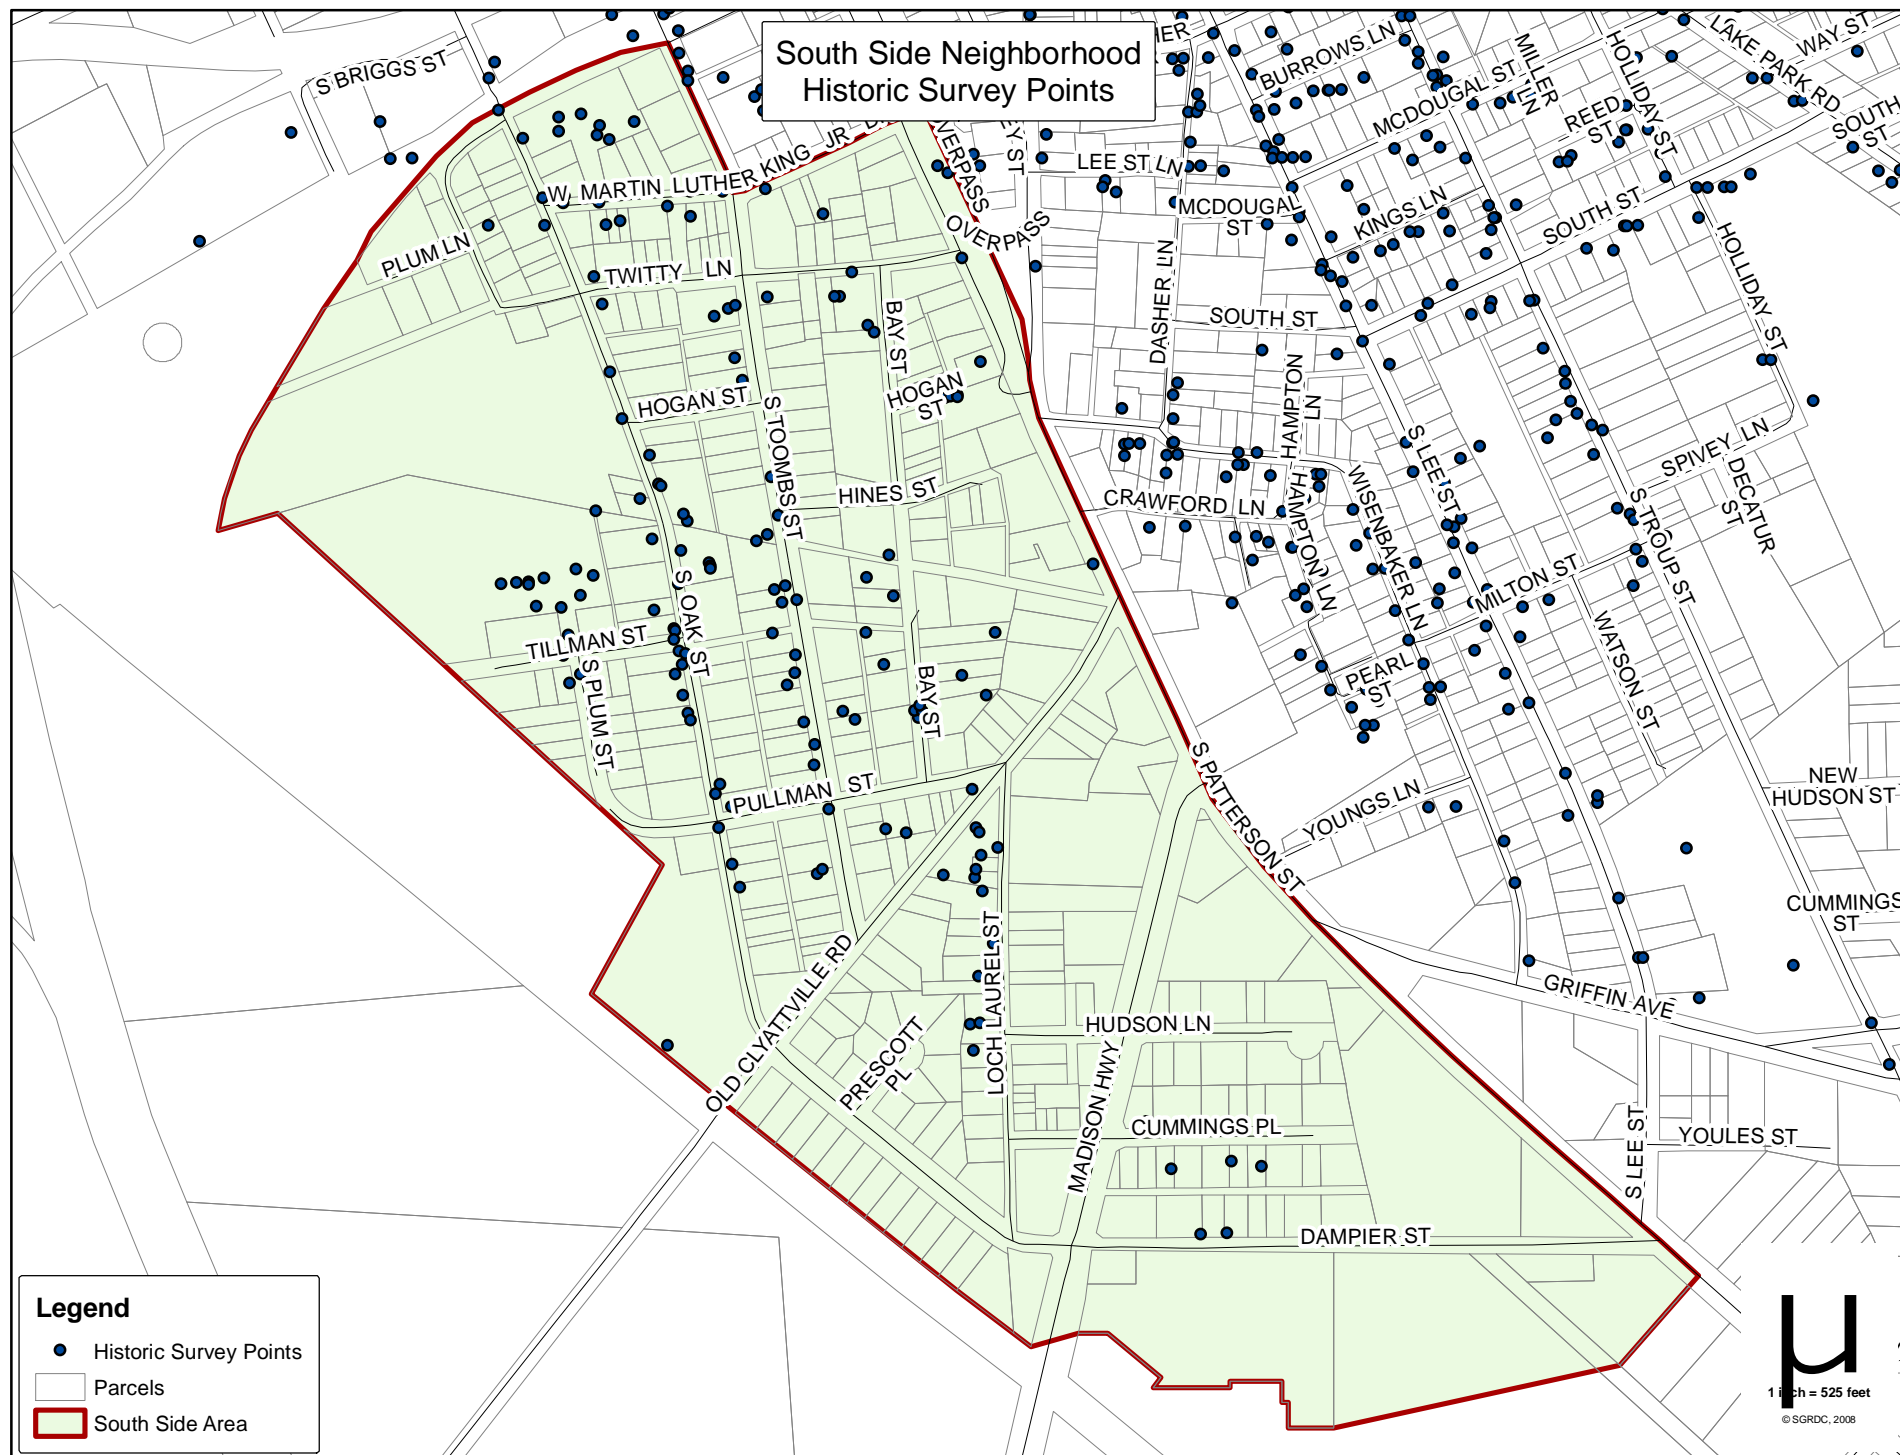 South Side Neighborhood
Historic Survey Points
S BRIGGS ST
BURROWS LN
MILLER
LN
HOLLIDAY ST
LAKE PARK RD
WAY ST
MCDOUGAL ST
REED
ST
SOUTH
ST
W MARTIN LUTHER KING JR
OVERPASS
LEE ST LN
MCDOUGAL
ST
KINGS LN
SOUTH ST
PLUM LN
OVERPASS
TWITTY LN
DASHER LN
HOLLIDAY ST
SOUTH ST
BAY ST
HOGAN ST
HOGAN
ST
S TOOMBS ST
HAMPTON
LN
S LEE ST
SPIVEY LN
DECATUR
ST
HINES ST
CRAWFORD LN
HAMPTON LN
WISENBAKER LN
S TROUP ST
MILTON ST
S OAK ST
TILLMAN ST
S PLUM ST
BAY ST
PEARL
ST
WATSON ST
PULLMAN ST
S PATTERSON ST
YOUNGS LN
NEW
HUDSON ST
CUMMINGS
ST
OLD CLYATTVILLE RD
LOCH LAUREL ST
GRIFFIN AVE
PRESCOTT
PL
HUDSON LN
MADISON HWY
CUMMINGS PL
S LEE ST
YOULES ST
DAMPIER ST
Legend
Historic Survey Points
Parcels
South Side Area
µ
1 inch = 525 feet
© SGRDC, 2008